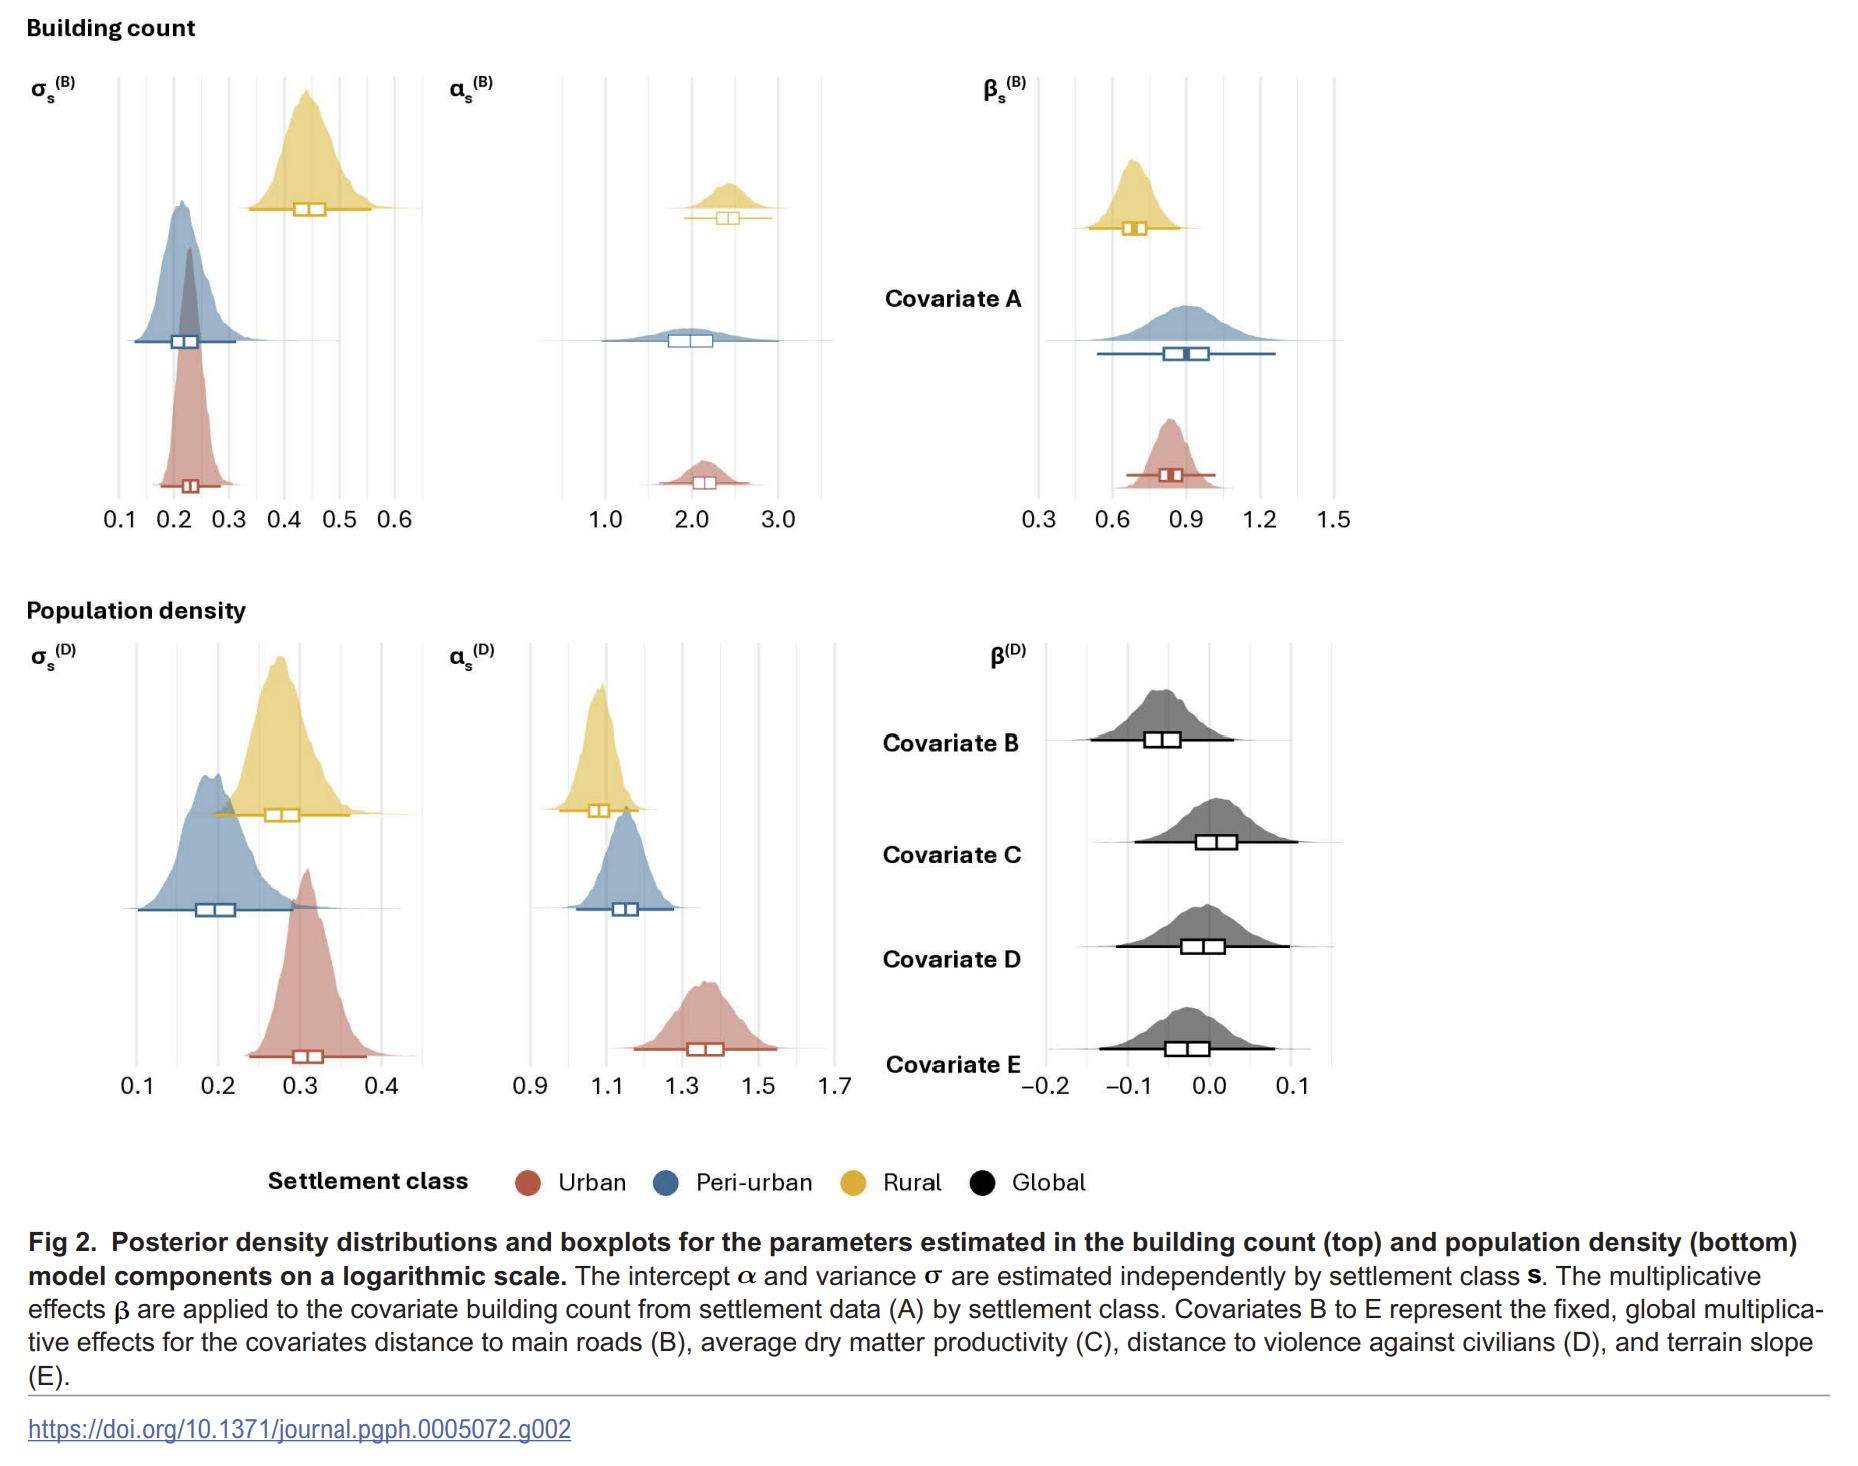 Building count
σs(B)
αs(B)
βs(B)
Covariate A
0.1 0.2 0.3 0.4 0.5 0.6
1.0 2.0 3.0
0.3 0.6 0.9 1.2 1.5
Population density
σs(D)
αs(D)
β(D)
Covariate B
Covariate C
Covariate D
Covariate E
0.1 0.2 0.3 0.4
0.9 1.1 1.3 1.5 1.7
−0.2 −0.1 0.0 0.1
Settlement class Urban Peri-urban Rural Global
Fig 2. Posterior density distributions and boxplots for the parameters estimated in the building count (top) and population density (bottom)
model components on a logarithmic scale. The intercept α and variance σ are estimated independently by settlement class s. The multiplicative
effects β are applied to the covariate building count from settlement data (A) by settlement class. Covariates B to E represent the fixed, global multiplica-
tive effects for the covariates distance to main roads (B), average dry matter productivity (C), distance to violence against civilians (D), and terrain slope
(E).
https://doi.org/10.1371/journal.pgph.0005072.g002